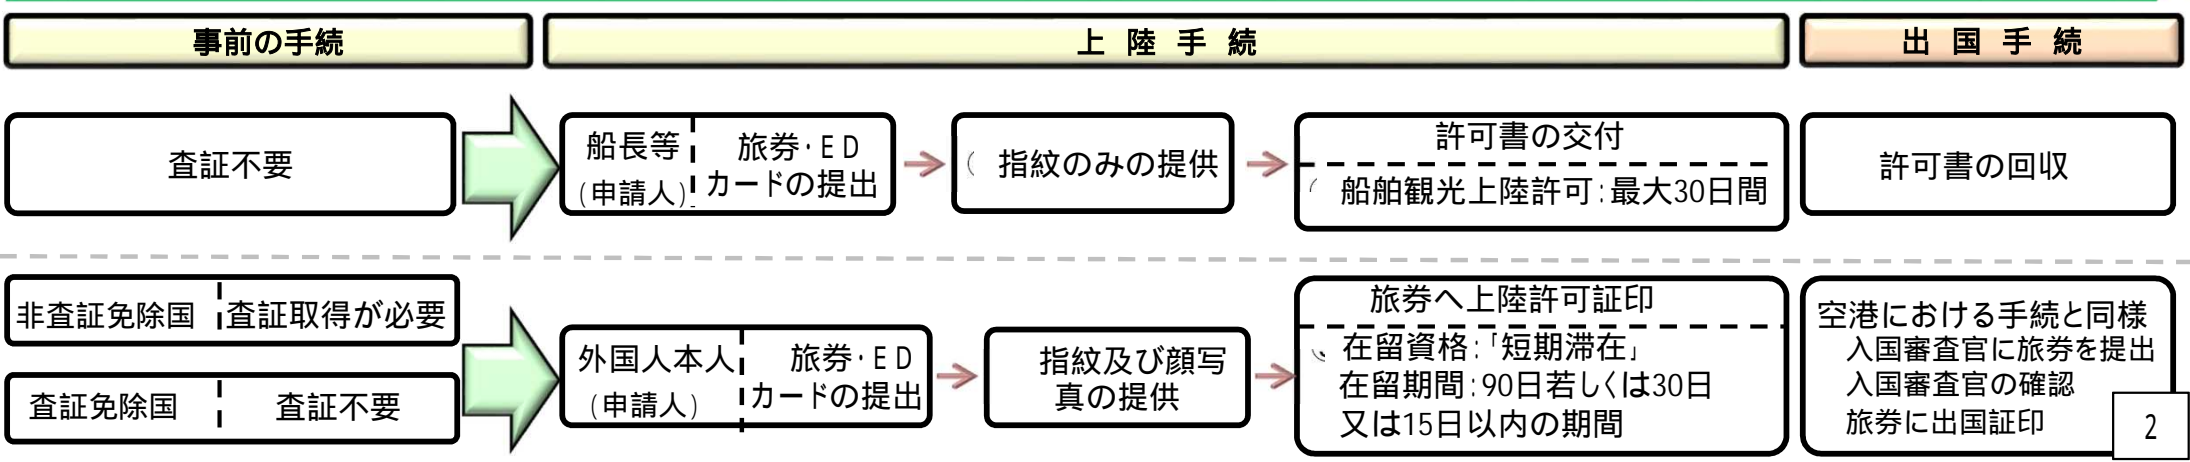 事前の手続
上 陸 手 続
出 国 手 続
査証不要
船長等
(申請人)
旅券・ED
カードの提出
指紋のみの提供
許可書の交付
船舶観光上陸許可:最大30日間
許可書の回収
非査証免除国
査証取得が必要
査証免除国
査証不要
外国人本人
(申請人)
旅券・ED
カードの提出
指紋及び顔写
真の提供
旅券へ上陸許可証印
在留資格:「短期滞在」
在留期間:90日若しくは30日
又は15日以内の期間
空港における手続と同様
入国審査官に旅券を提出
入国審査官の確認
旅券に出国証印
2